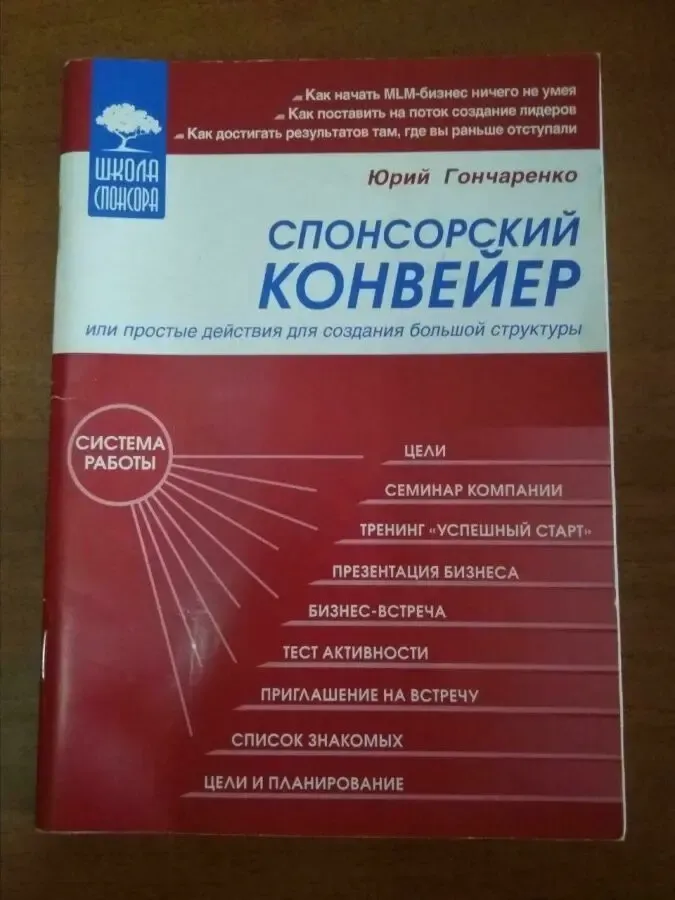 Как начать MLM-бизнес ничего не умея
Как поставить на поток создание лидеров
Как достигать результатов там, где вы раньше отступали
ШКОЛА
СПОНСОРА
Юрий Гончаренко
СПОНСОРСКИЙ
КОНВЕЙЕР
или простые действия для создания большой структуры
СИСТЕМА
РАБОТЫ
ЦЕЛИ
СЕМИНАР КОМПАНИИ
ТРЕНИНГ «УСПЕШНЫЙ СТАРТ»
ПРЕЗЕНТАЦИЯ БИЗНЕСА
БИЗНЕС-ВСТРЕЧА
ТЕСТ АКТИВНОСТИ
ПРИГЛАШЕНИЕ НА ВСТРЕЧУ
СПИСОК ЗНАКОМЫХ
ЦЕЛИ И ПЛАНИРОВАНИЕ